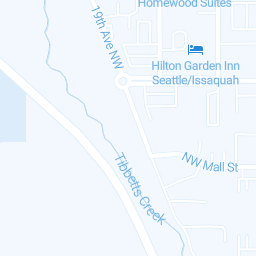 Homewood Suites
19th Ave NW
Hilton Garden Inn
Seattle/Issaquah
NW Mall St
Tibbetts Creek